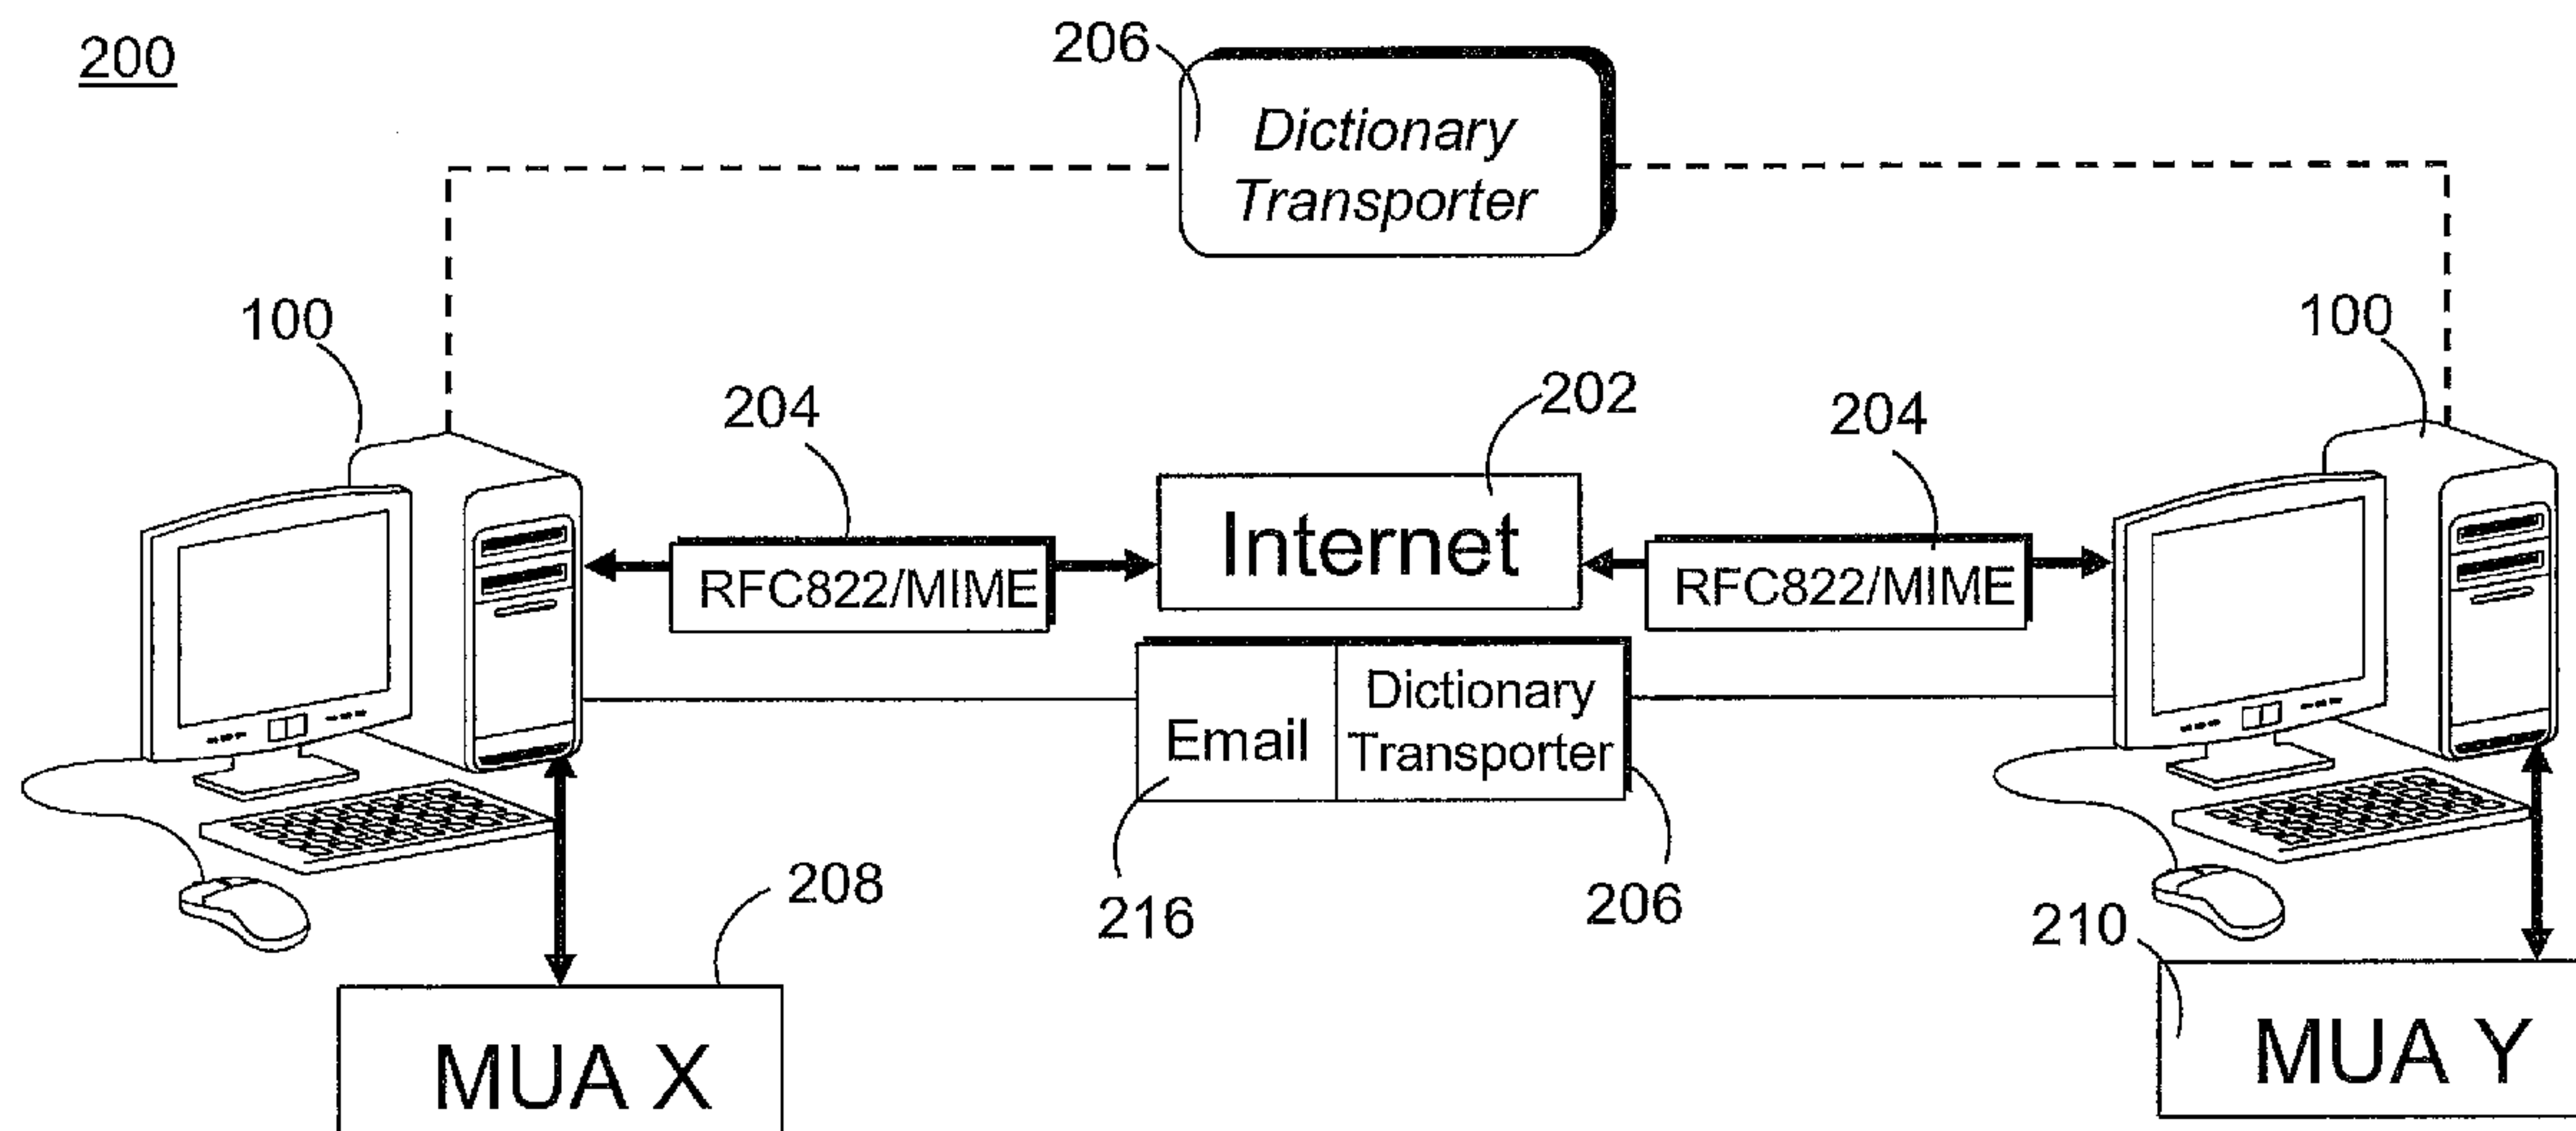 200
206
Dictionary
Transporter
100
100
204
202
204
Internet
RFC822/MIME
RFC822/MIME
Email
Dictionary
Transporter
208
216
206
210
MUA X
MUA Y